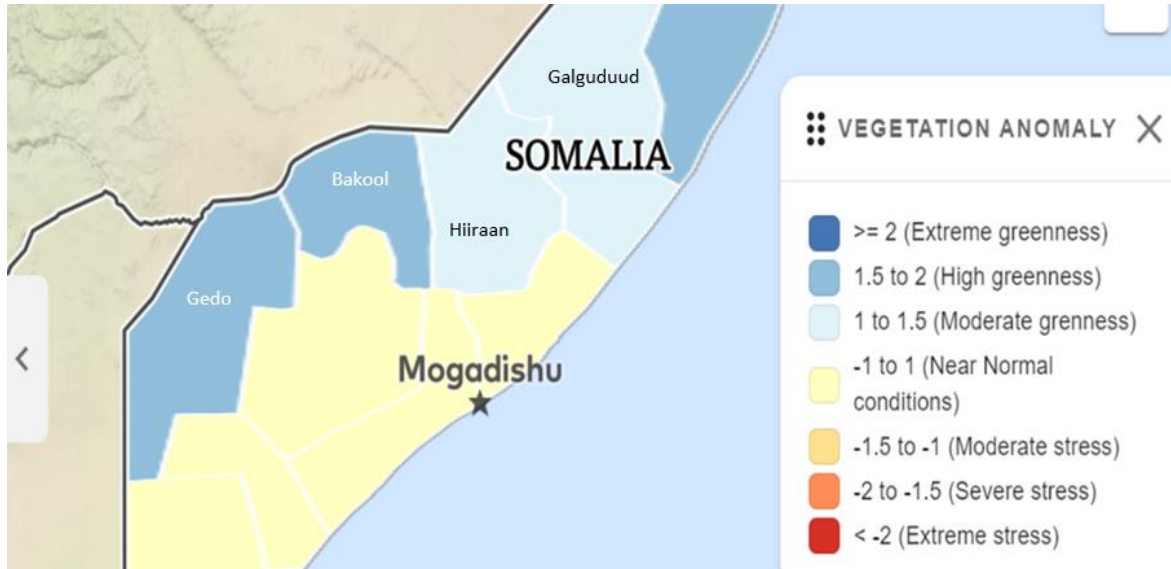 Galguduud
SOMALIA
Bakool
Hiiraan
Gedo
Mogadishu
VEGETATION ANOMALY
>= 2 (Extreme greenness)
1.5 to 2 (High greenness)
1 to 1.5 (Moderate grenness)
-1 to 1 (Near Normal
conditions)
-1.5 to -1 (Moderate stress)
-2 to -1.5 (Severe stress)
< -2 (Extreme stress)